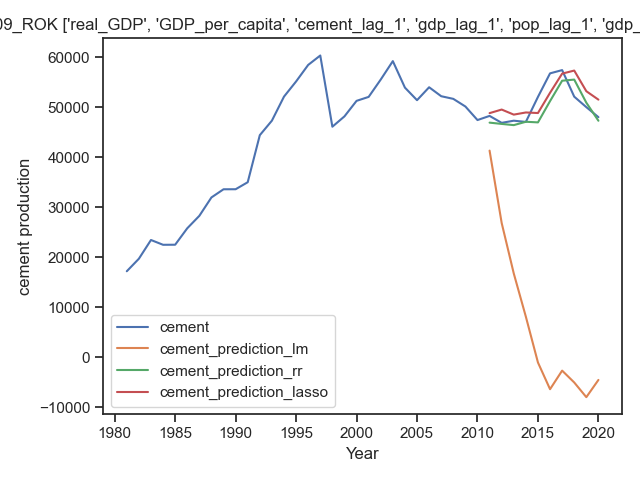 09_ROK ['real_GDP', 'GDP_per_capita', 'cement_lag_1', 'gdp_lag_1', 'pop_lag_1', 'gdp_
60000
50000
40000
30000
20000
10000
0
−10000
cement production
cement
cement_prediction_lm
cement_prediction_rr
cement_prediction_lasso
1980 1985 1990 1995 2000 2005 2010 2015 2020
Year